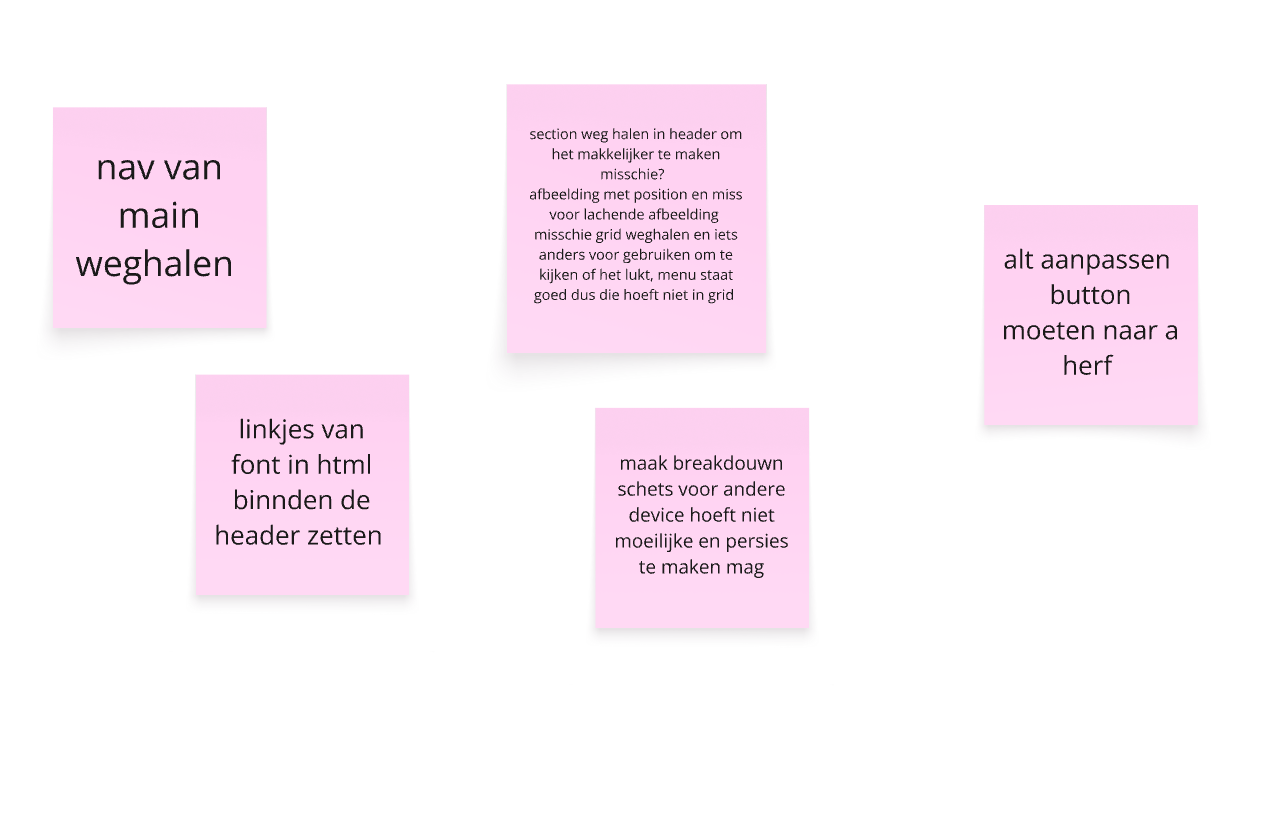 nav van
main
weghalen
linkjes van
font in html
binnden de
header zetten
section weg halen in header om
het makkelijker te maken
misschie?
afbeelding met position en miss
voor lachende afbeelding
misschie grid weghalen en iets
anders voor gebruiken om te
kijken of het lukt, menu staat
goed dus die hoeft niet in grid
maak breakdouwn
schets voor andere
device hoeft niet
moeilijke en persies
te maken mag
alt aanpassen
button
moeten naar a
herf